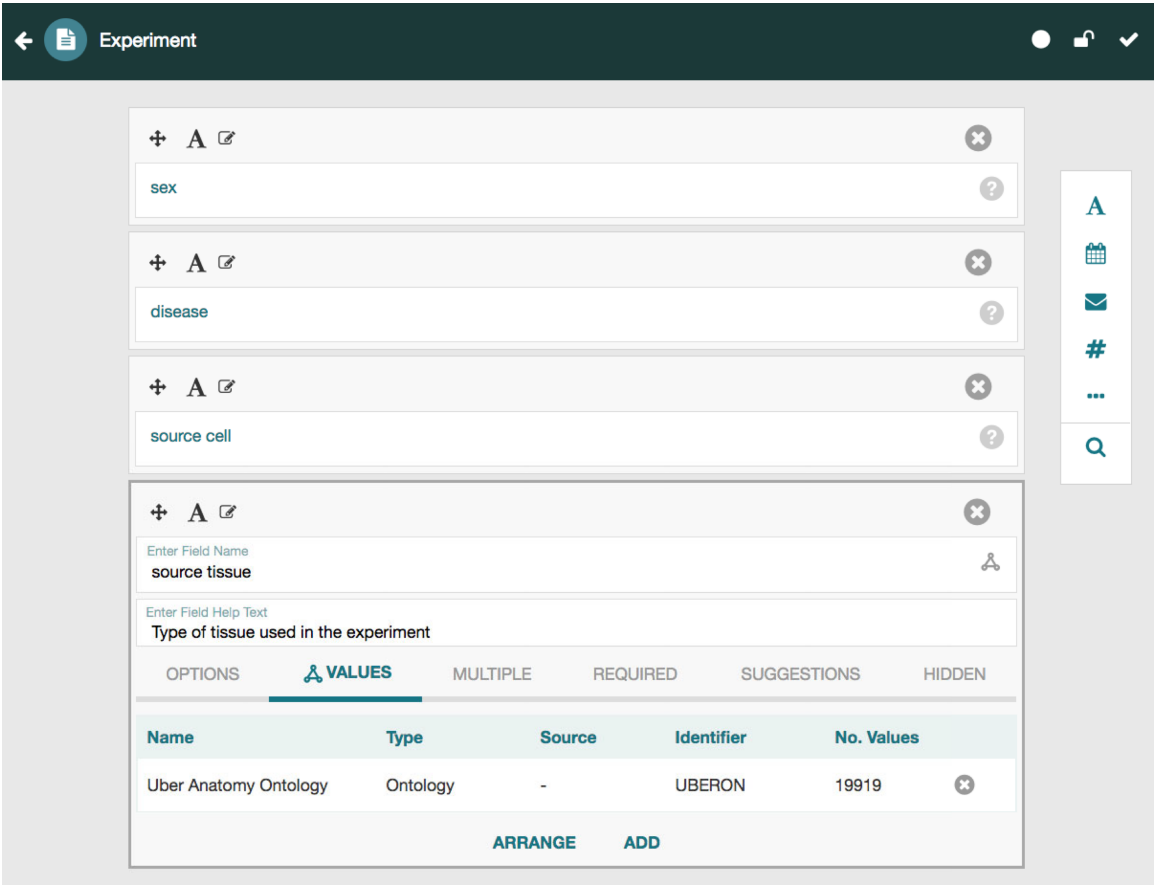 Experiment
A
sex
?
A
disease
?
A
source cell
?
A
#
A
Enter Field Name
source tissue
Enter Field Help Text
Type of tissue used in the experiment
OPTIONS VALUES MULTIPLE REQUIRED SUGGESTIONS HIDDEN
Name Type Source Identifier No. Values
Uber Anatomy Ontology Ontology - UBERON 19919
ARRANGE ADD